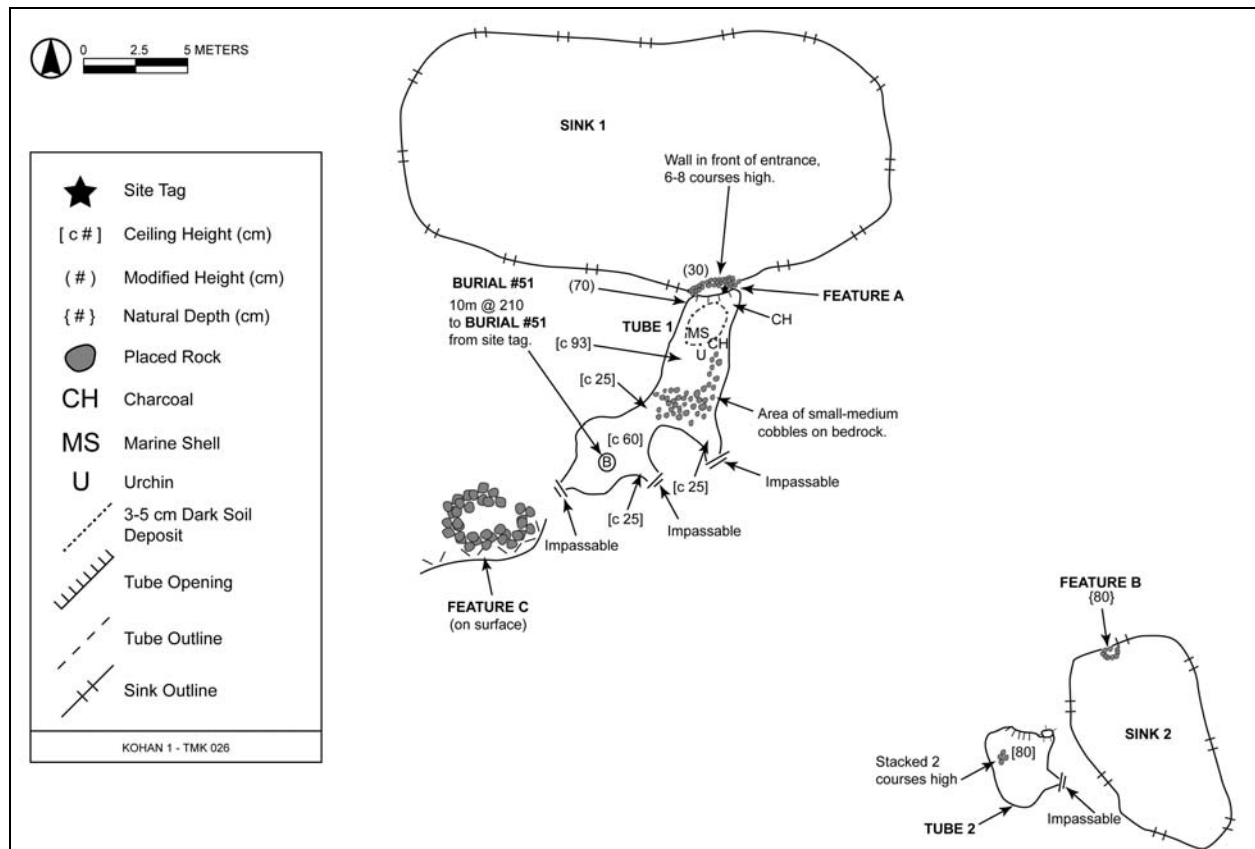 0 2.5 5 METERS
Site Tag
[ c # ] Ceiling Height (cm)
( # ) Modified Height (cm)
{ # } Natural Depth (cm)
Placed Rock
CH Charcoal
MS Marine Shell
U Urchin
3-5 cm Dark Soil
Deposit
Tube Opening
Tube Outline
Sink Outline
KOHAN 1 - TMK 026
SINK 1
Wall in front of entrance,
6-8 courses high.
(30)
(70)
FEATURE A
BURIAL #51
10m @ 210
to BURIAL #51
from site tag.
TUBE 1
CH
MS
CH
U
[c 93]
[c 25]
Area of small-medium
cobbles on bedrock.
[c 60]
B
[c 25]
Impassable
[c 25]
Impassable
Impassable
FEATURE C
(on surface)
FEATURE B
{80}
SINK 2
Stacked 2
courses high
[80]
TUBE 2
Impassable